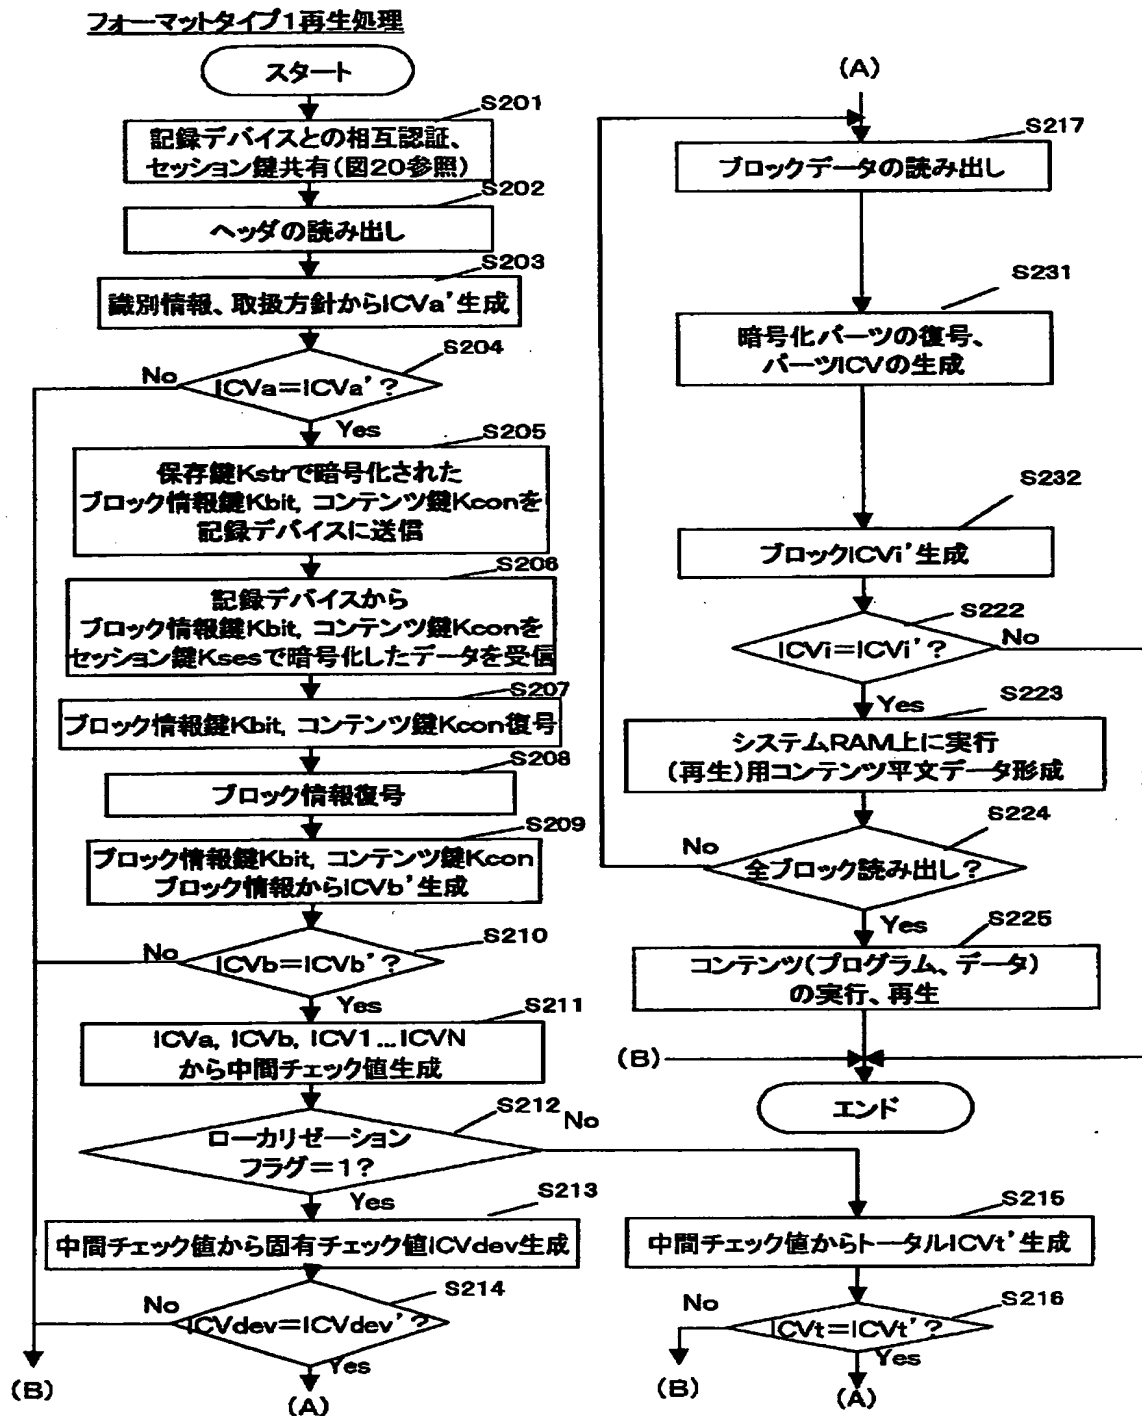 フォーマットタイプ1再生処理
スタート
S201
記録デバイスとの相互認証、
セッション鍵共有(図20参照)
S202
ヘッダの読み出し
S203
識別情報、取扱方針からICVa'生成
S204
ICVa=ICVa'?
No
Yes
S205
保存鍵Kstrで暗号化された
ブロック情報鍵Kbit, コンテンツ鍵Kconを
記録デバイスに送信
S206
記録デバイスから
ブロック情報鍵Kbit, コンテンツ鍵Kconを
セッション鍵Ksesで暗号化したデータを受信
S207
ブロック情報鍵Kbit, コンテンツ鍵Kcon復号
S208
ブロック情報復号
S209
ブロック情報鍵Kbit, コンテンツ鍵Kcon
ブロック情報からICVb'生成
S210
No
ICVb=ICVb'?
Yes
S211
ICVa, ICVb, ICV1...ICVN
から中間チェック値生成
S212
No
ローカリゼーション
フラグ=1?
Yes
S213
中間チェック値から固有チェック値ICVdev生成
S214
No
ICVdev=ICVdev'?
Yes
(B)
(A)
S215
中間チェック値からトータルICVt'生成
S216
No
ICVt=ICVt'?
Yes
(B)
(A)
(A)
S217
ブロックデータの読み出し
S231
暗号化パーツの復号、
パーツICVの生成
S232
ブロックICVi'生成
S222
ICVi=ICVi'?
No
Yes
S223
システムRAM上に実行
(再生)用コンテンツ平文データ形成
S224
No
全ブロック読み出し?
Yes
S225
コンテンツ(プログラム、データ)
の実行、再生
(B)
エンド